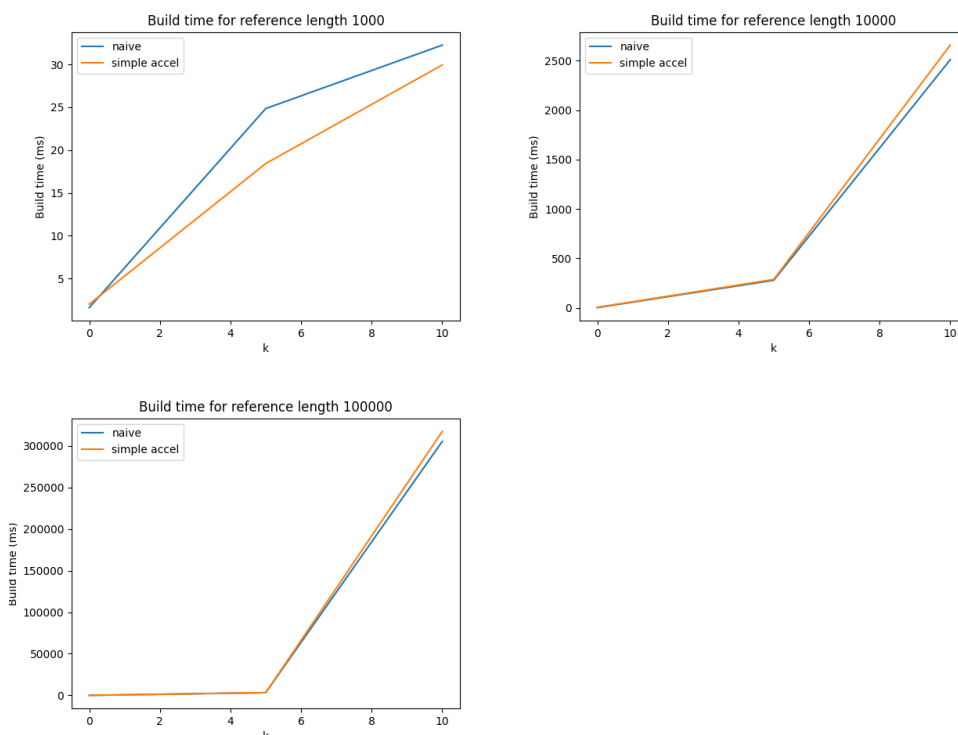 Build time for reference length 1000
naive
simple accel
30
25
20
15
10
5
Build time (ms)
0 2 4 6 8 10
k
Build time for reference length 10000
naive
simple accel
2500
2000
1500
1000
500
0
Build time (ms)
0 2 4 6 8 10
k
Build time for reference length 100000
naive
simple accel
300000
250000
200000
150000
100000
50000
0
Build time (ms)
0 2 4 6 8 10
k